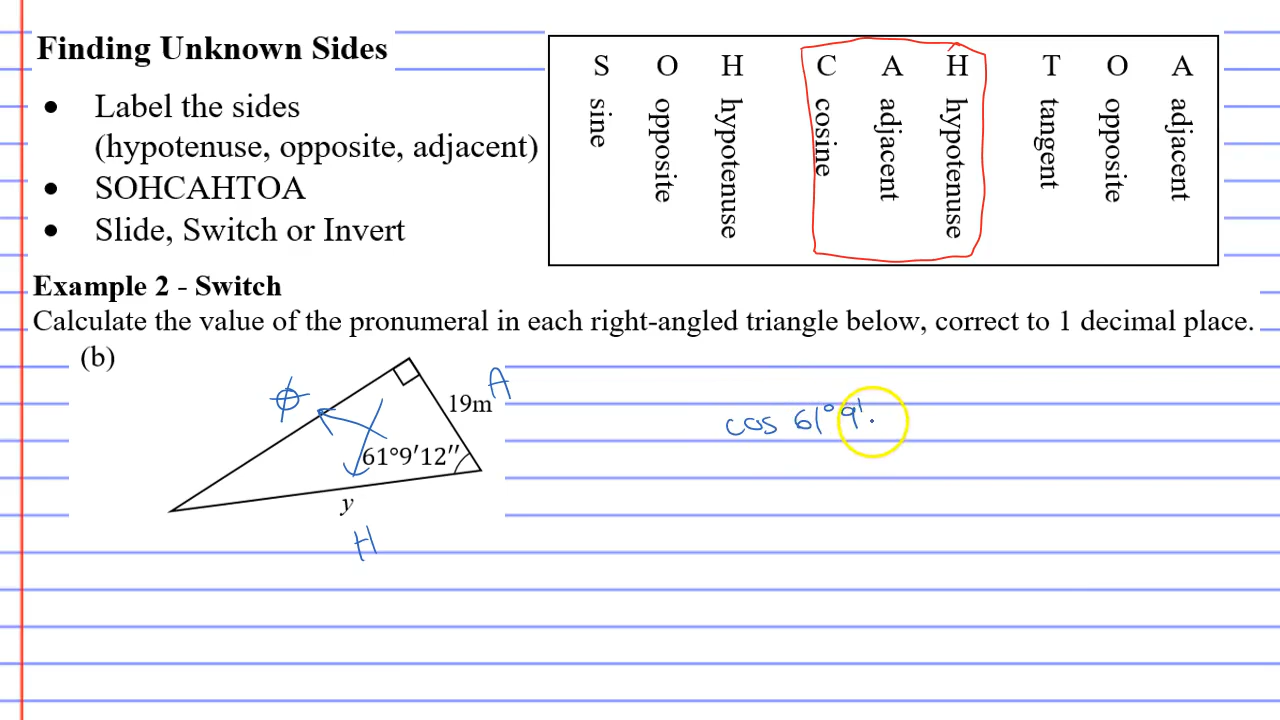 Finding Unknown Sides
• Label the sides
(hypotenuse, opposite, adjacent)
• SOHCAHTOA
• Slide, Switch or Invert
S O H C A H T O A
sine opposite hypotenuse cosine adjacent hypotenuse tangent opposite adjacent
Example 2 - Switch
Calculate the value of the pronumeral in each right-angled triangle below, correct to 1 decimal place.
(b)
O
A
19m
61°9′12′′
y
H
cos 61°9'